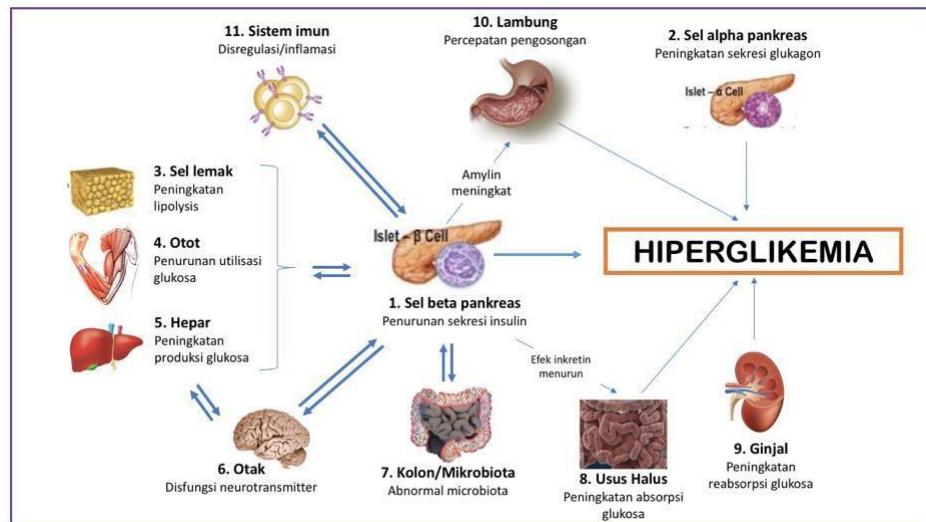 11. Sistem imun
Disregulasi/inflamasi
10. Lambung
Percepatan pengosongan
2. Sel alpha pankreas
Peningkatan sekresi glukagon
Islet – α Cell
3. Sel lemak
Peningkatan
lipolysis
4. Otot
Penurunan utilisasi
glukosa
5. Hepar
Peningkatan
produksi glukosa
Amylin
meningkat
Islet – β Cell
1. Sel beta pankreas
Penurunan sekresi insulin
HIPERGLIKEMIA
Efek inkretin
menurun
6. Otak
Disfungsi neurotransmitter
7. Kolon/Mikrobiota
Abnormal microbiota
8. Usus Halus
Peningkatan absorpsi
glukosa
9. Ginjal
Peningkatan
reabsorpsi glukosa